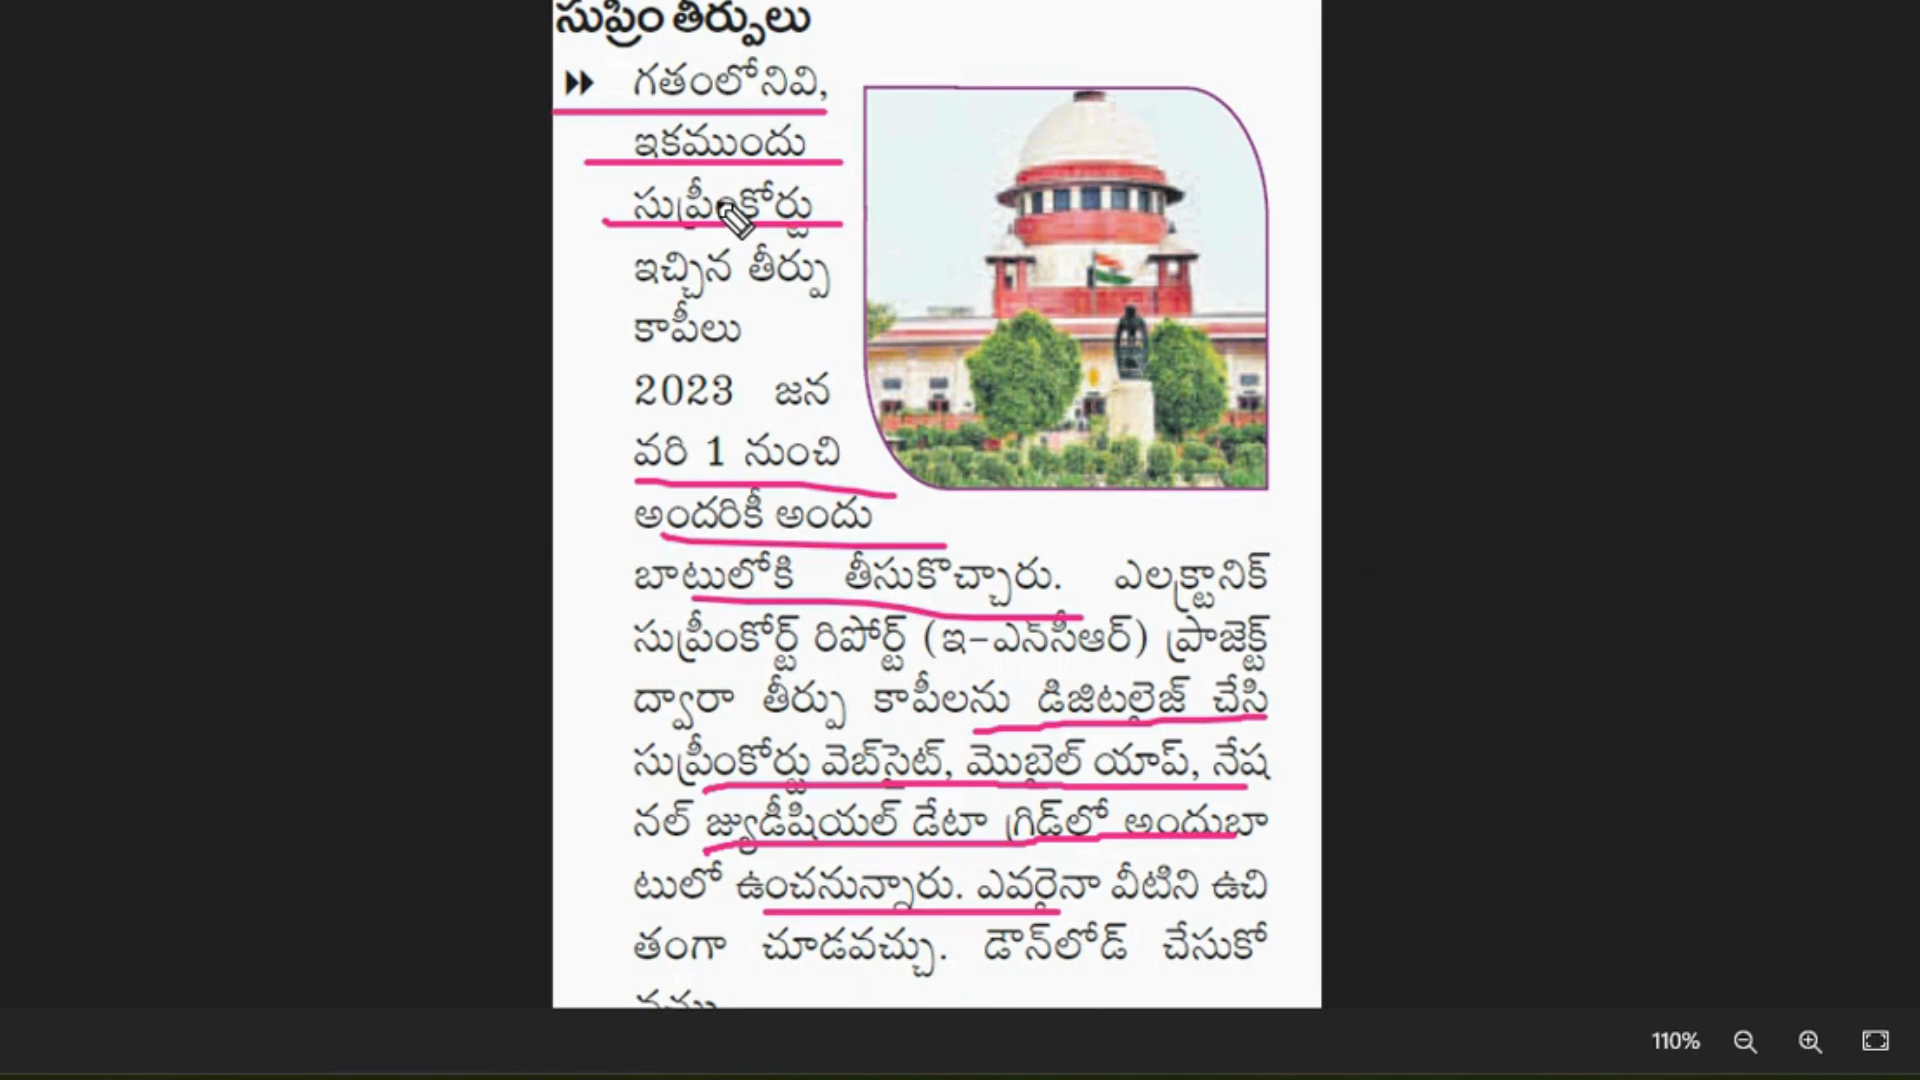 సుప్రీం తీర్పులు
గతంలోనివి,
ఇకముందు
సుప్రీంకోర్టు
ఇచ్చిన తీర్పు
కాపీలు
2023 జన
వరి 1 నుంచి
అందరికీ అందు
బాటులోకి తీసుకొచ్చారు. ఎలక్ట్రానిక్
సుప్రీంకోర్ట్ రిపోర్ట్ (ఇ-ఎన్‌సీఆర్) ప్రాజెక్ట్
ద్వారా తీర్పు కాపీలను డిజిటలైజ్ చేసి
సుప్రీంకోర్టు వెబ్‌సైట్, మొబైల్ యాప్, నేష
నల్ జ్యుడీషియల్ డేటా గ్రిడ్‌లో అందుబా
టులో ఉంచనున్నారు. ఎవరైనా వీటిని ఉచి
తంగా చూడవచ్చు. డౌన్‌లోడ్ చేసుకో
110%